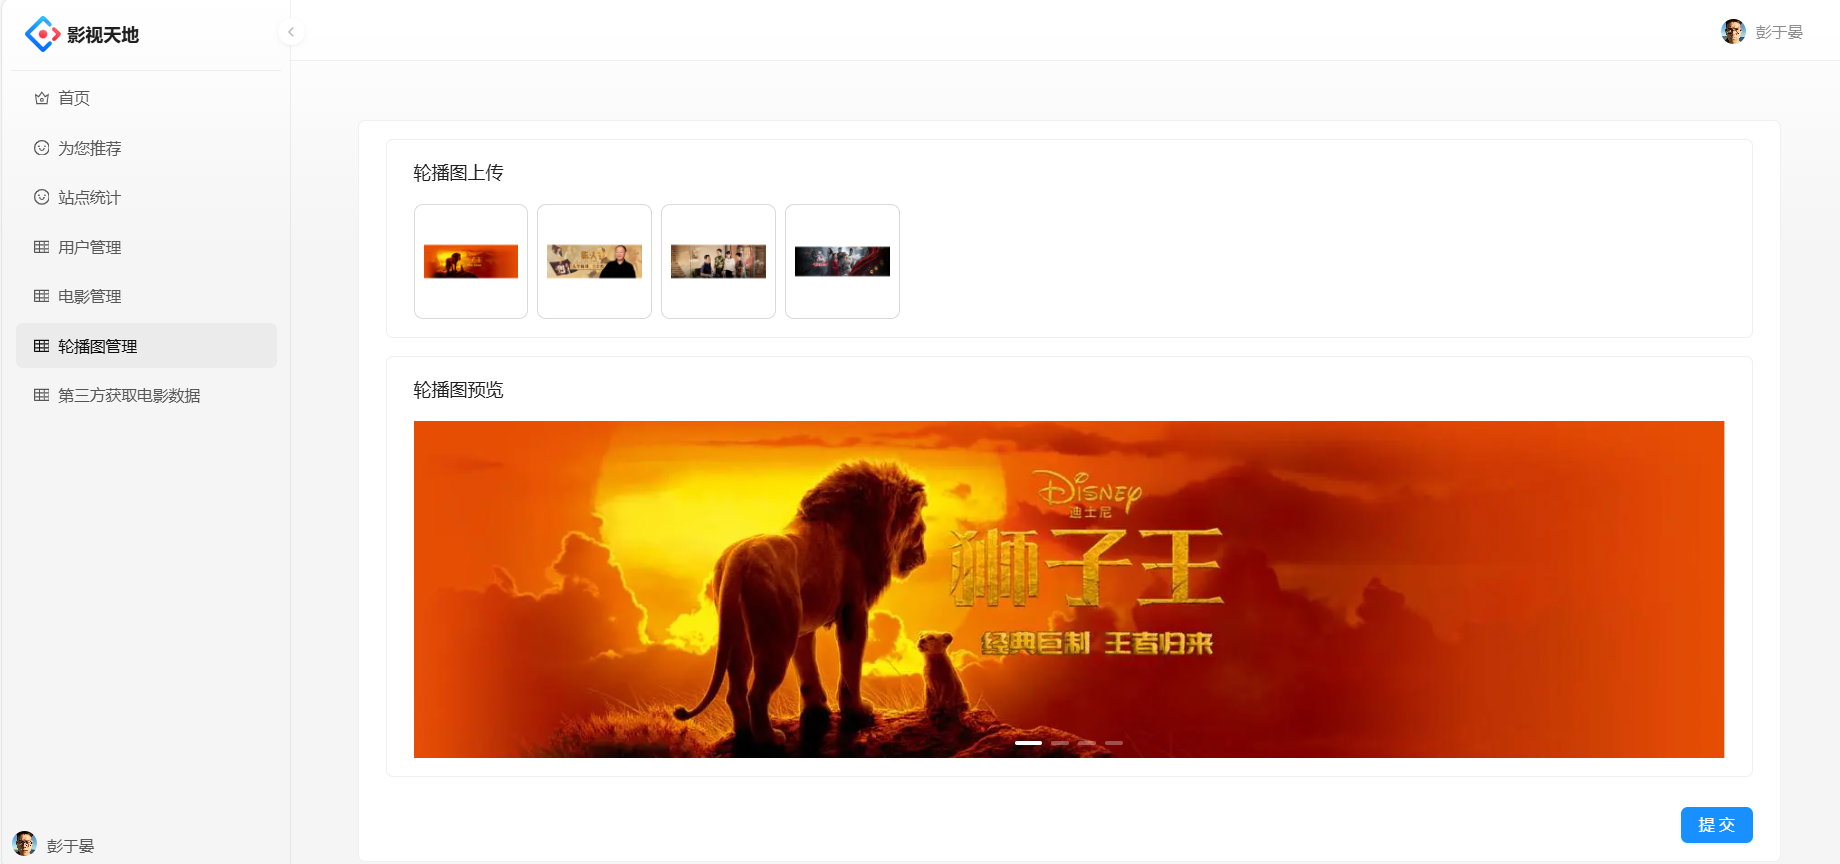 影视天地
彭于晏
首页
为您推荐
站点统计
用户管理
电影管理
轮播图管理
第三方获取电影数据
轮播图上传
轮播图预览
Disney
迪士尼
狮子王
经典巨制 王者归来
提交
彭于晏